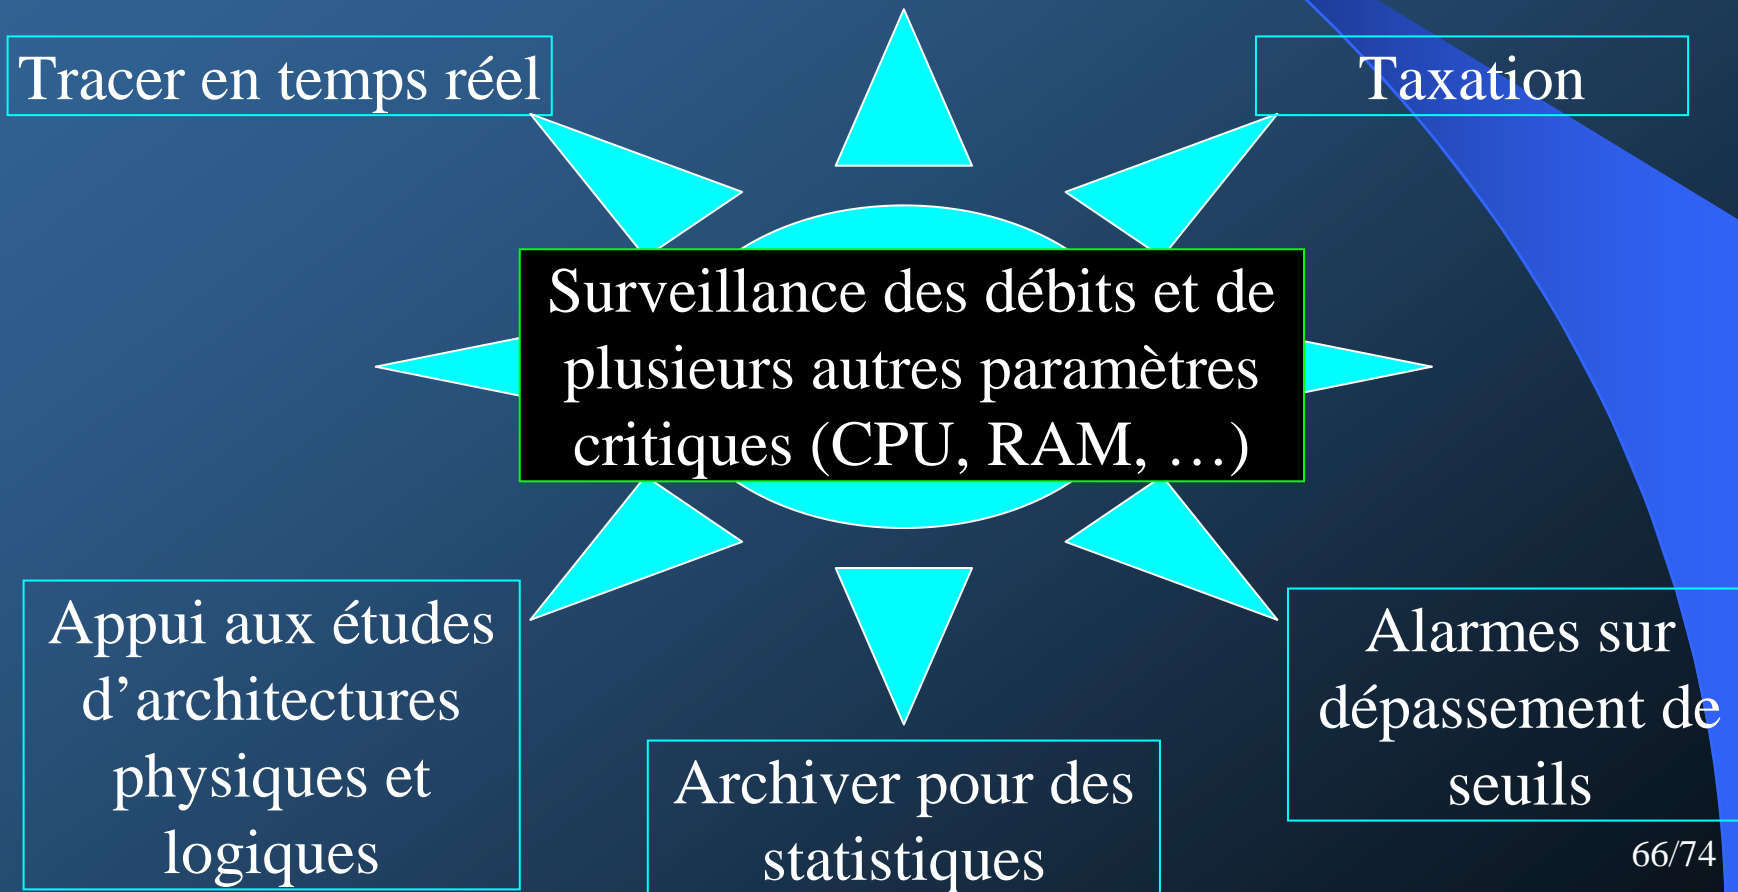 Tracer en temps réel
Taxation
Surveillance des débits et de
plusieurs autres paramètres
critiques (CPU, RAM, …)
Appui aux études
d’architectures
physiques et
logiques
Archiver pour des
statistiques
Alarmes sur
dépassement de
seuils
66/74